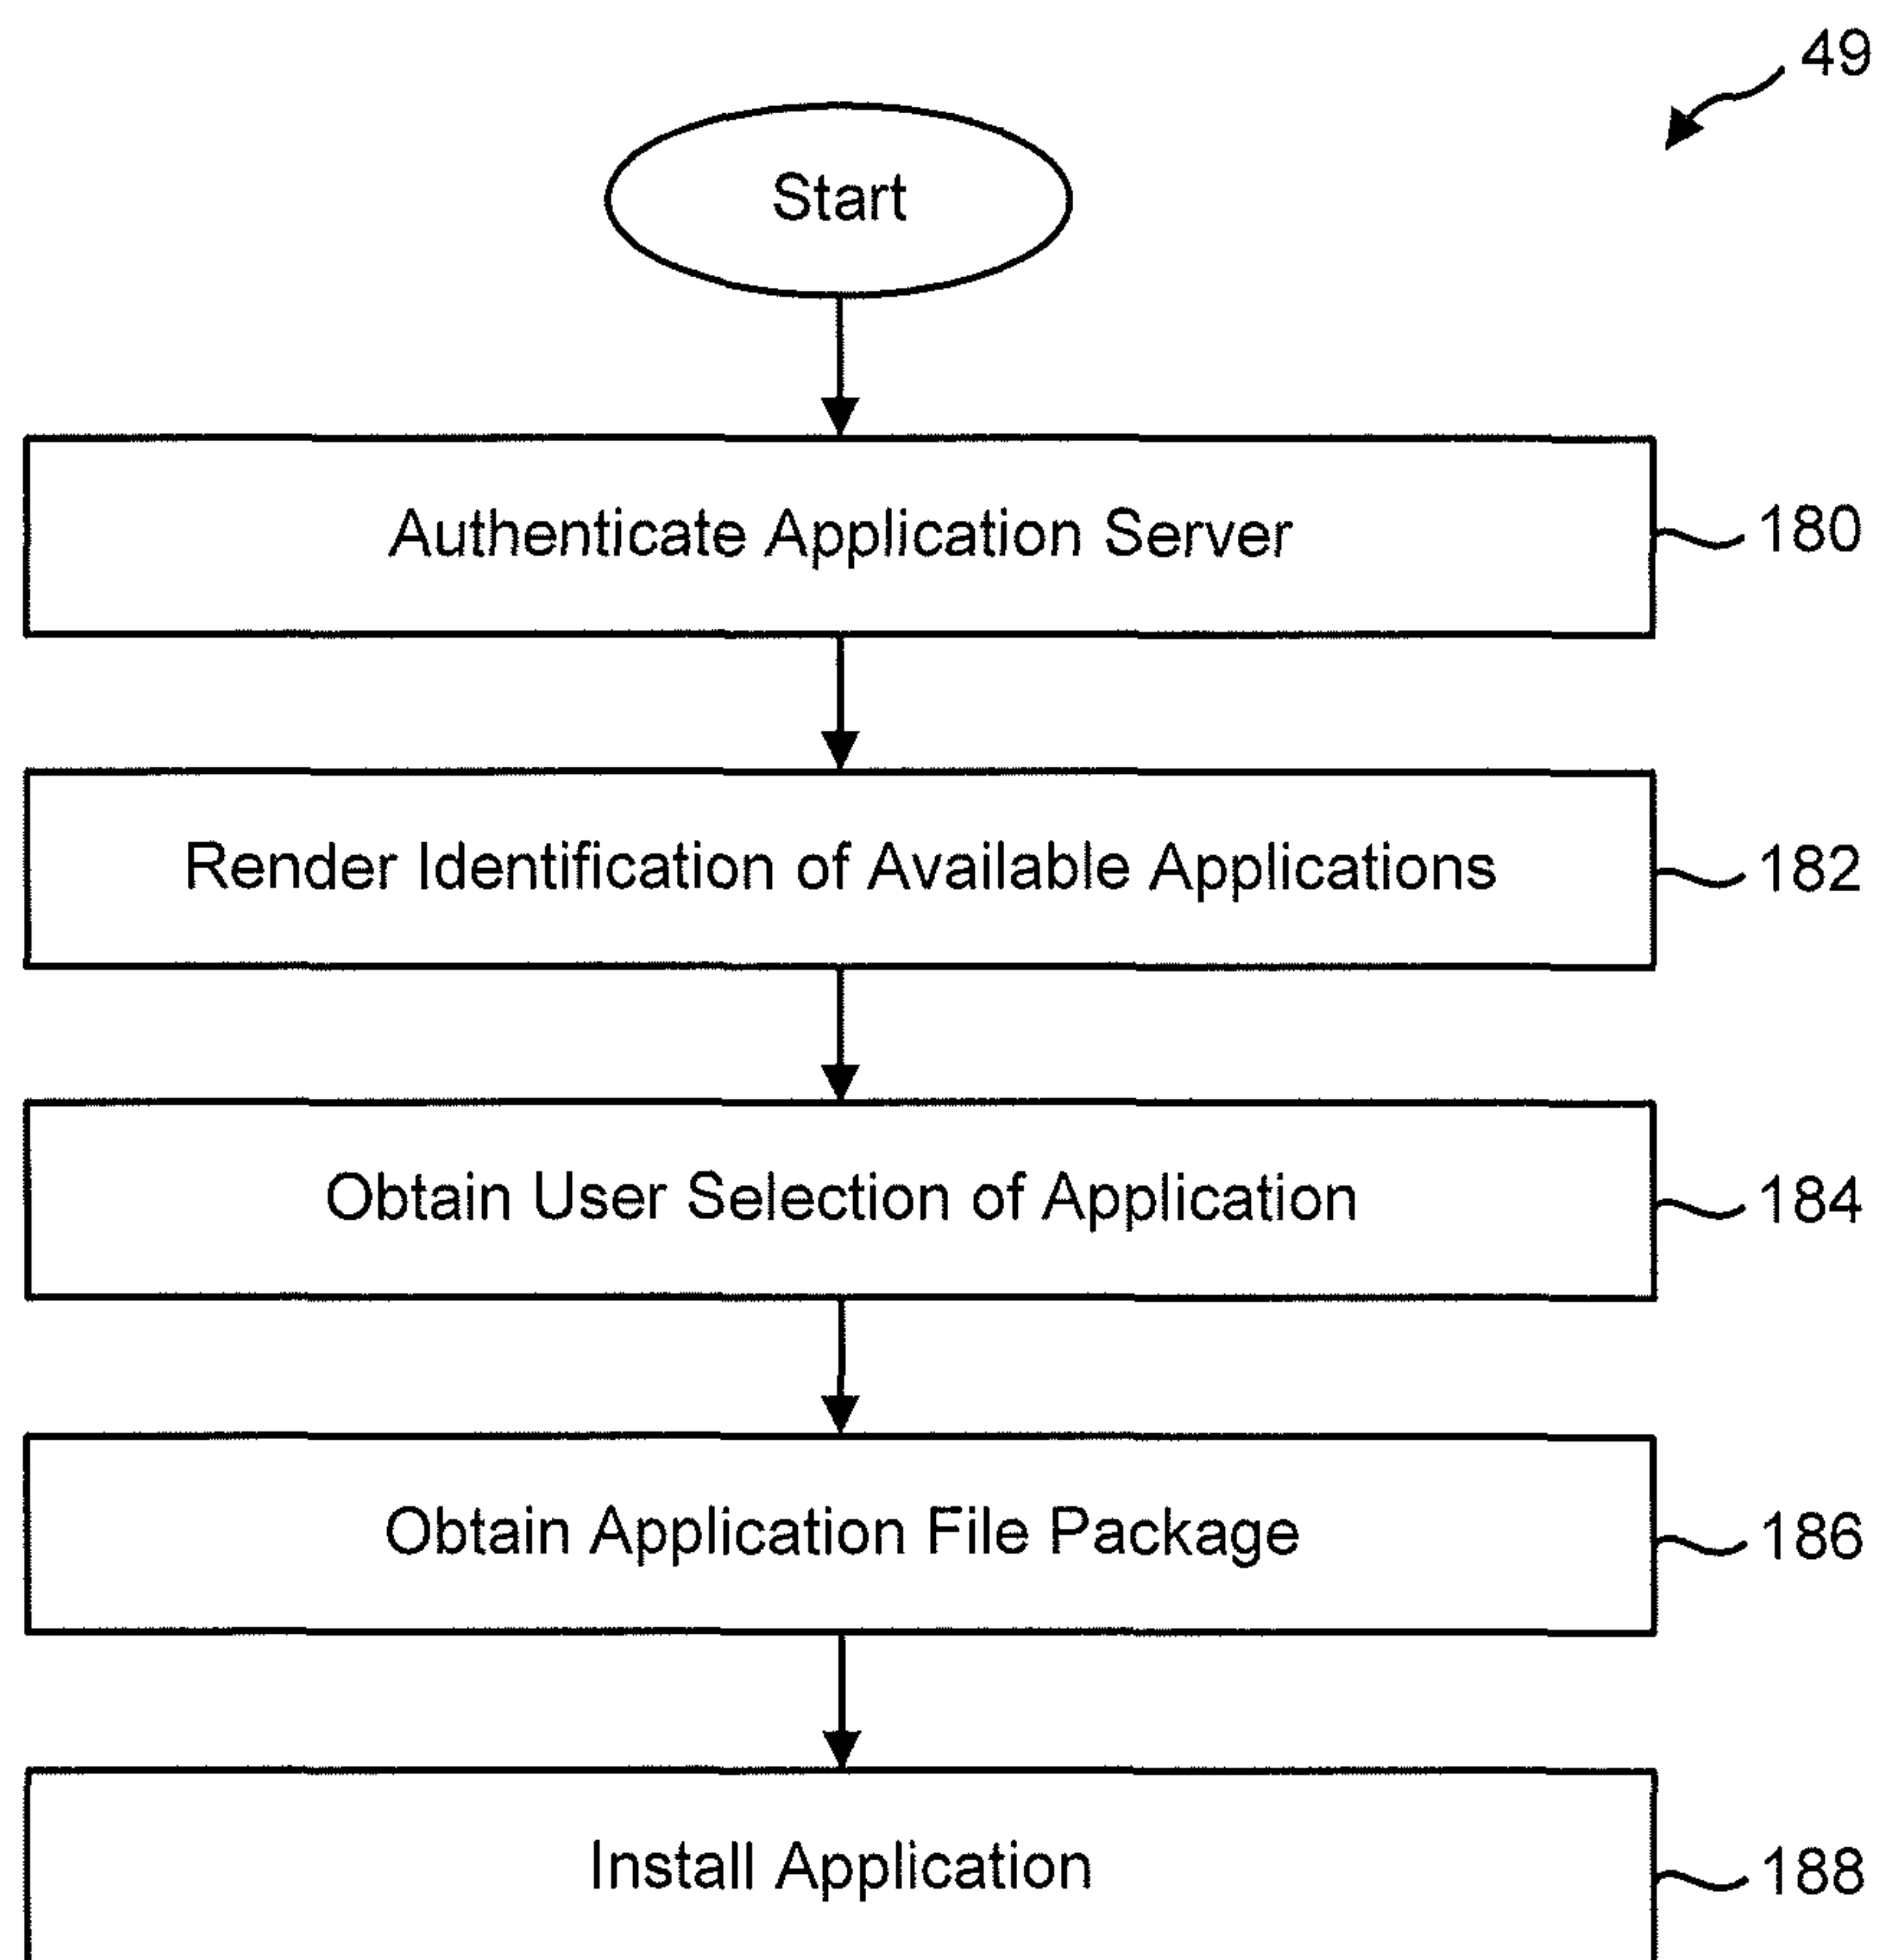 49
Start
Authenticate Application Server
180
Render Identification of Available Applications
182
Obtain User Selection of Application
184
Obtain Application File Package
186
Install Application
188